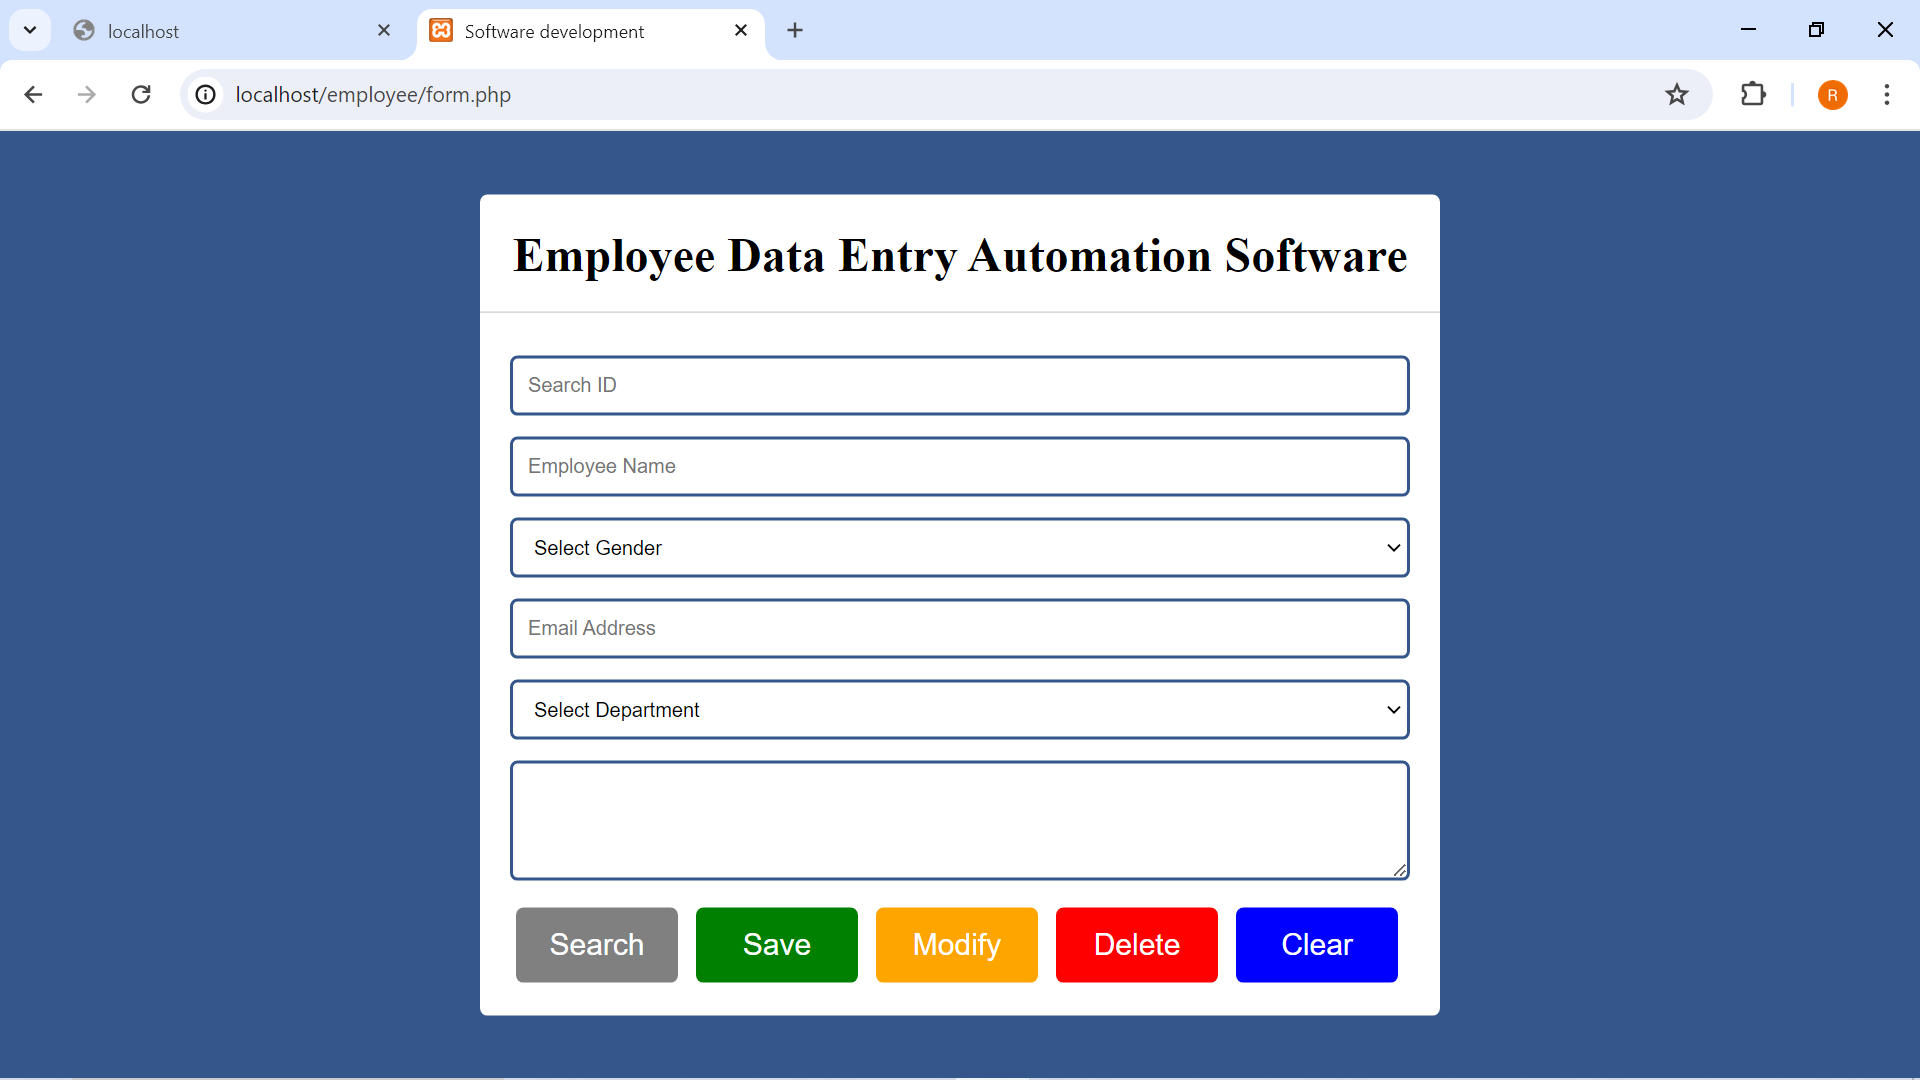 localhost
Software development
localhost/employee/form.php
R
Employee Data Entry Automation Software
Search ID
Employee Name
Select Gender
Email Address
Select Department
Search Save Modify Delete Clear